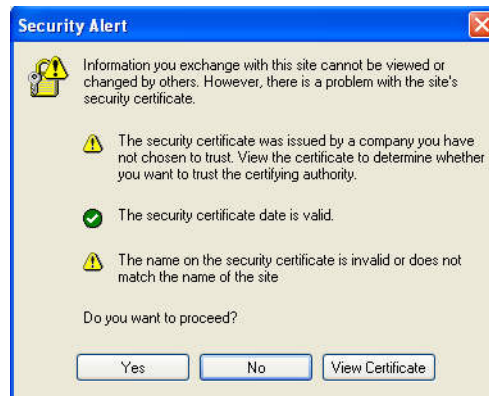 Security Alert
Information you exchange with this site cannot be viewed or
changed by others. However, there is a problem with the site's
security certificate.
The security certificate was issued by a company you have
not chosen to trust. View the certificate to determine whether
you want to trust the certifying authority.
The security certificate date is valid.
The name on the security certificate is invalid or does not
match the name of the site
Do you want to proceed?
Yes No View Certificate